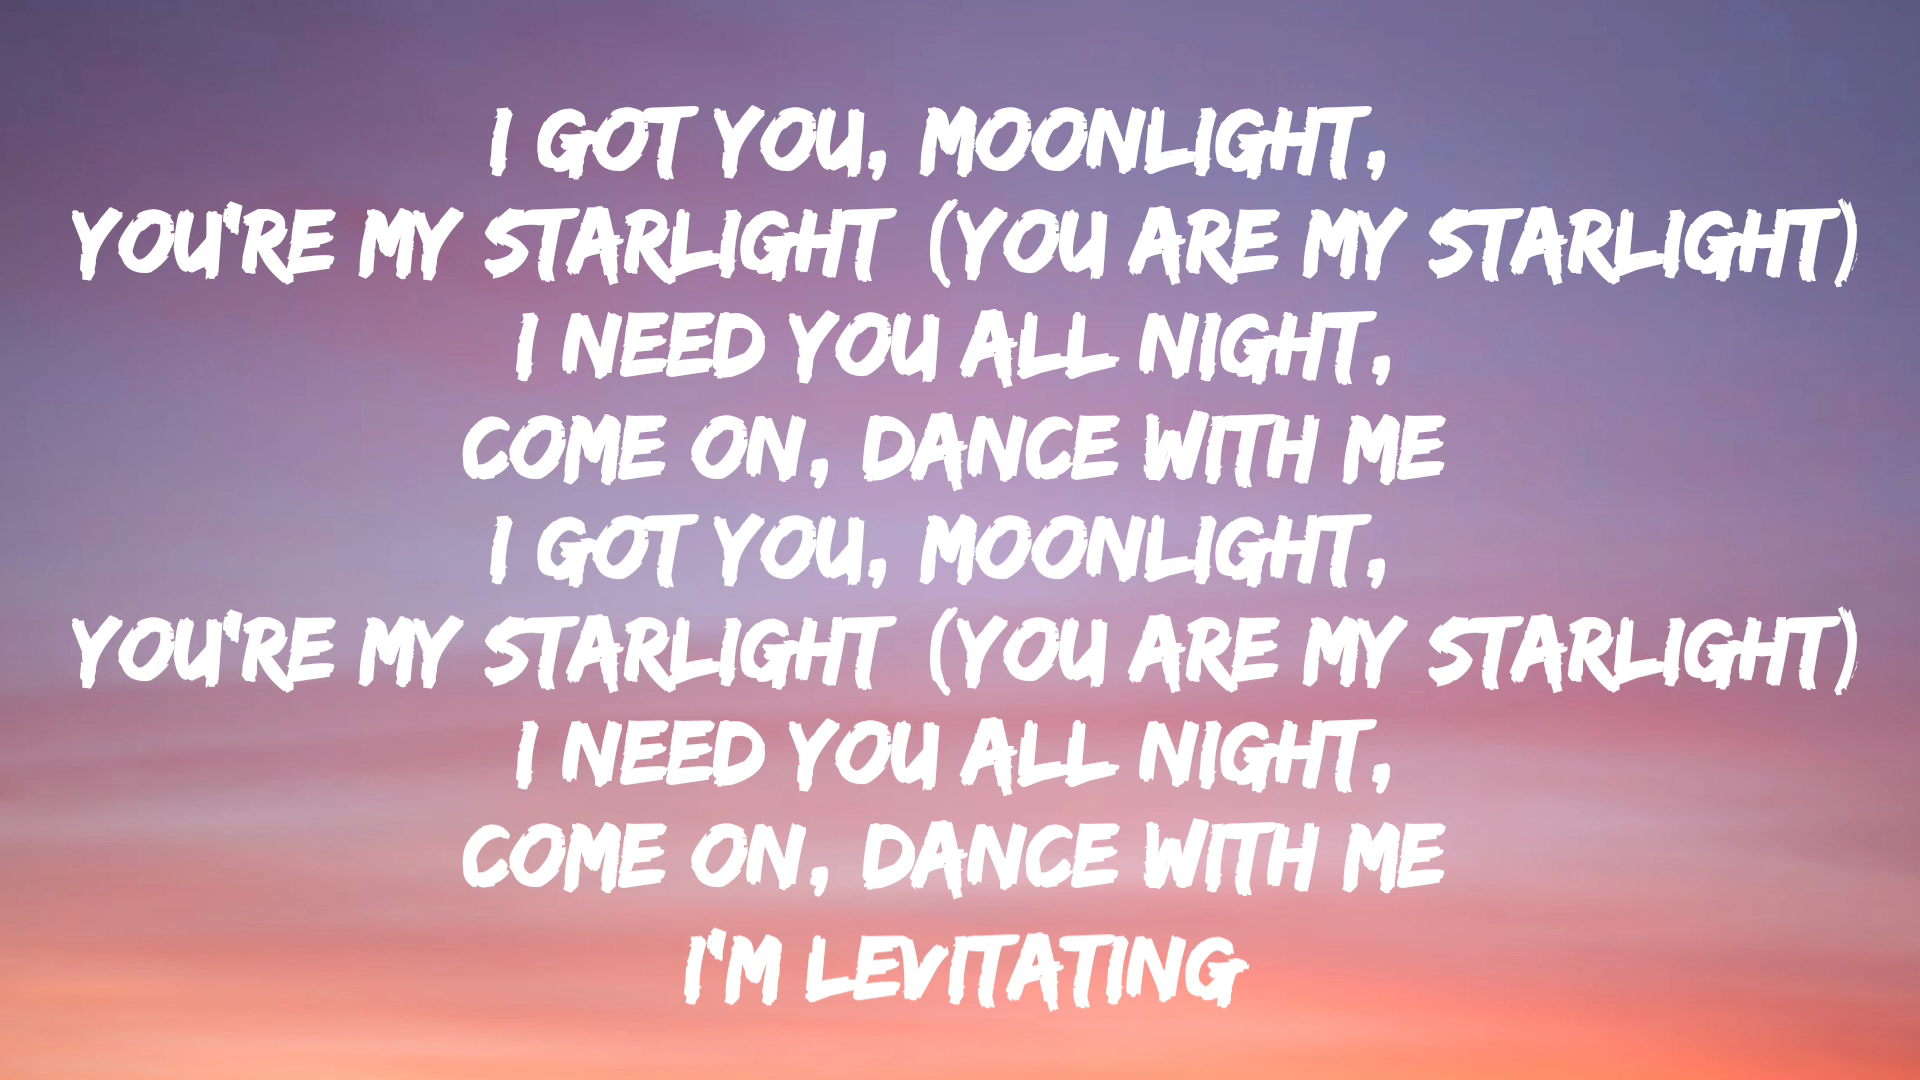 I GOT YOU, MOONLIGHT,
YOU'RE MY STARLIGHT (YOU ARE MY STARLIGHT)
I NEED YOU ALL NIGHT,
COME ON, DANCE WITH ME
I GOT YOU, MOONLIGHT,
YOU'RE MY STARLIGHT (YOU ARE MY STARLIGHT)
I NEED YOU ALL NIGHT,
COME ON, DANCE WITH ME
I'M LEVITATING